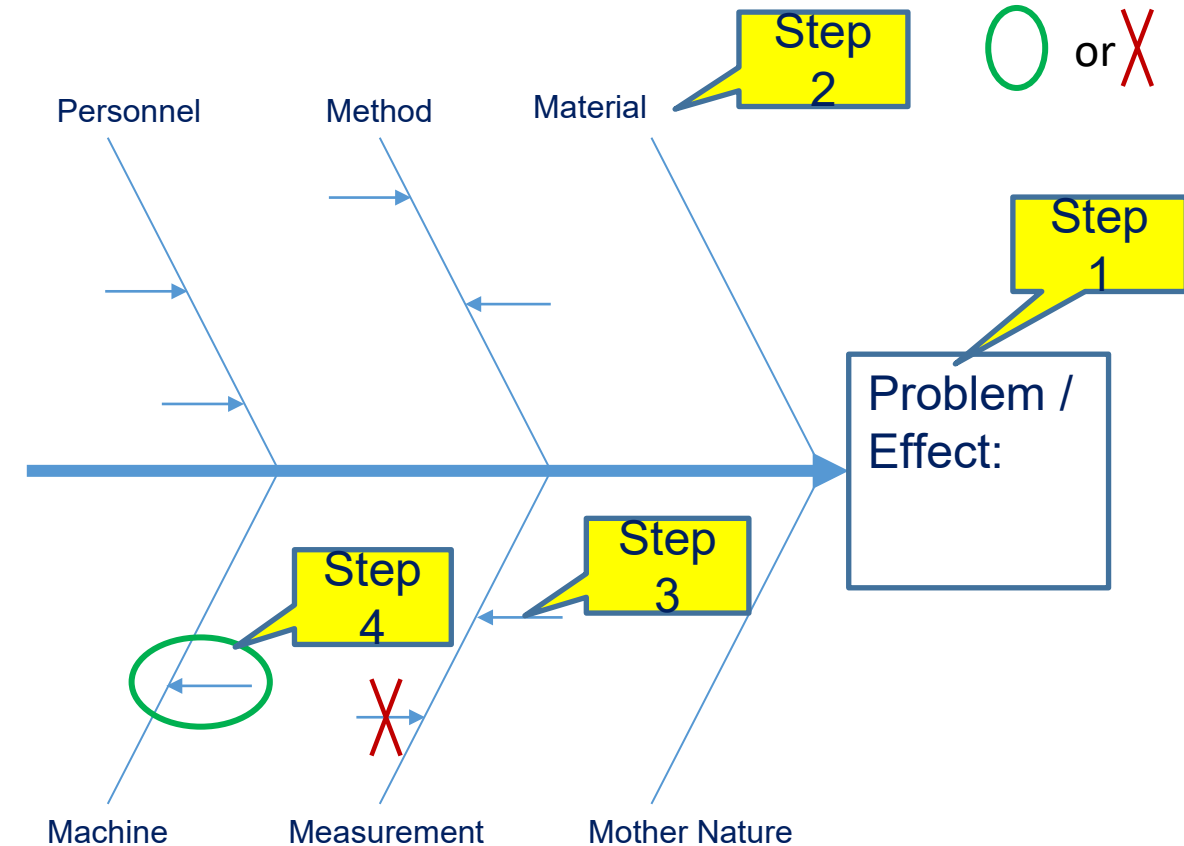 Step
2
or
Personnel
Method
Material
Step
1
Problem /
Effect:
Step
3
Step
4
Machine
Measurement
Mother Nature